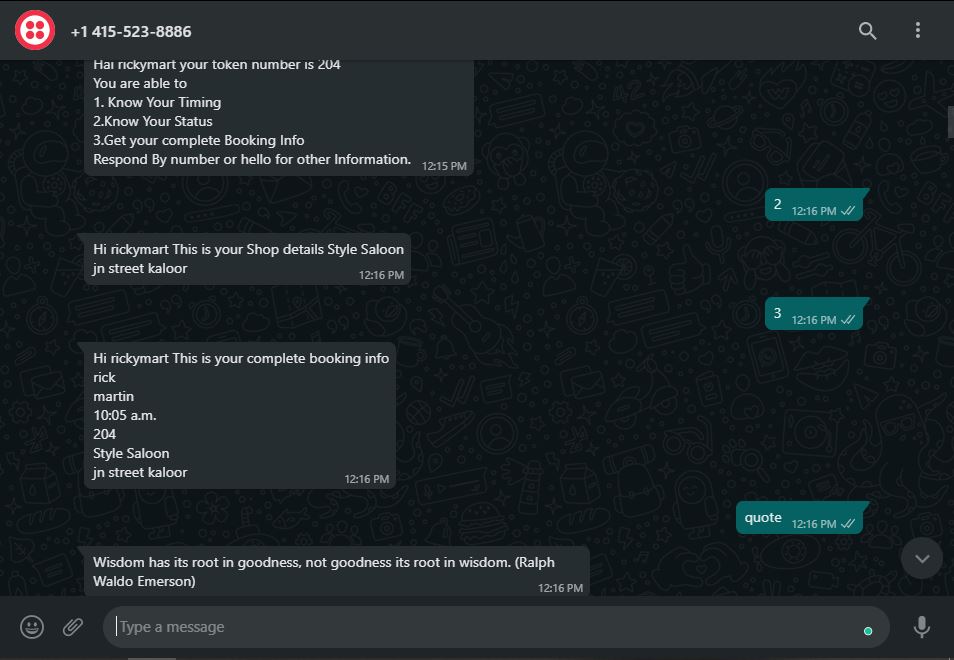 +1 415-523-8886
Hai rickymart your token number is 204
You are able to
1. Know Your Timing
2.Know Your Status
3.Get your complete Booking Info
Respond By number or hello for other Information.
12:15 PM
2
12:16 PM
Hi rickymart This is your Shop details Style Saloon
jn street kaloor
12:16 PM
3
12:16 PM
Hi rickymart This is your complete booking info
rick
martin
10:05 a.m.
204
Style Saloon
jn street kaloor
12:16 PM
quote
12:16 PM
Wisdom has its root in goodness, not goodness its root in wisdom. (Ralph
Waldo Emerson)
12:16 PM
Type a message